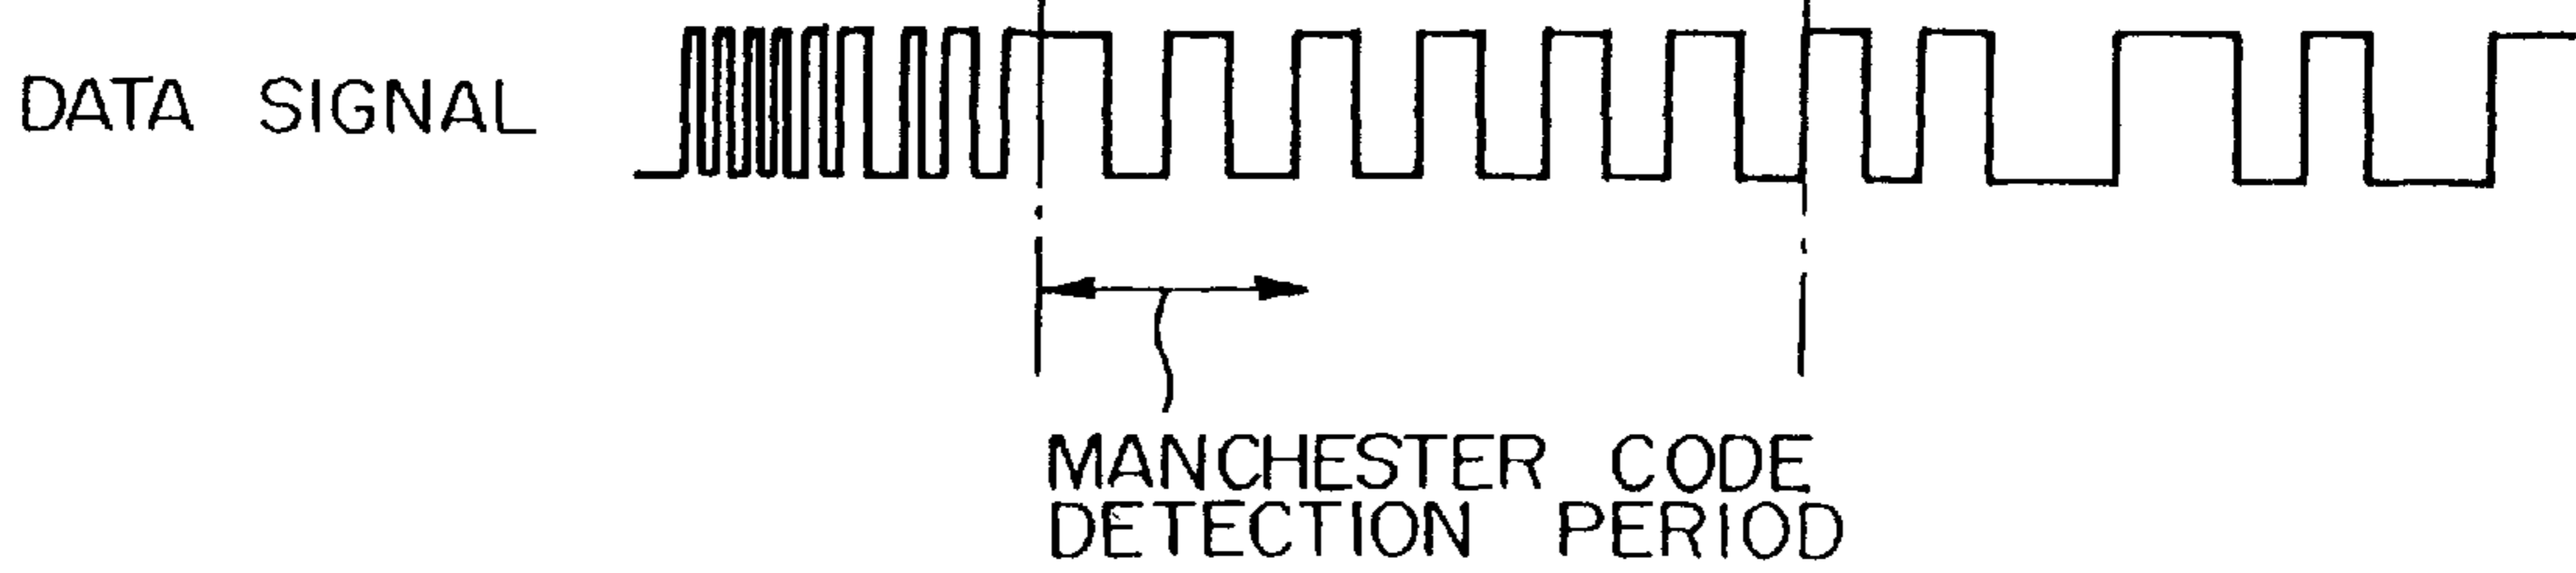 DATA SIGNAL
MANCHESTER CODE
DETECTION PERIOD